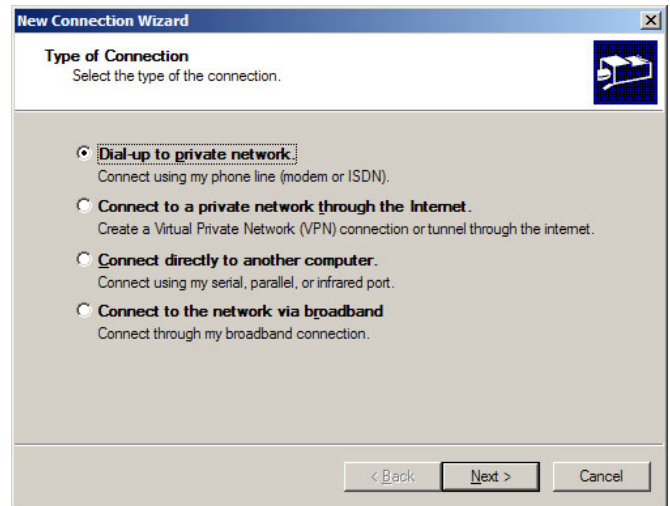 New Connection Wizard
Type of Connection
Select the type of the connection.
Dial-up to private network.
Connect using my phone line (modem or ISDN).
Connect to a private network through the Internet.
Create a Virtual Private Network (VPN) connection or tunnel through the internet.
Connect directly to another computer.
Connect using my serial, parallel, or infrared port.
Connect to the network via broadband
Connect through my broadband connection.
< Back Next > Cancel